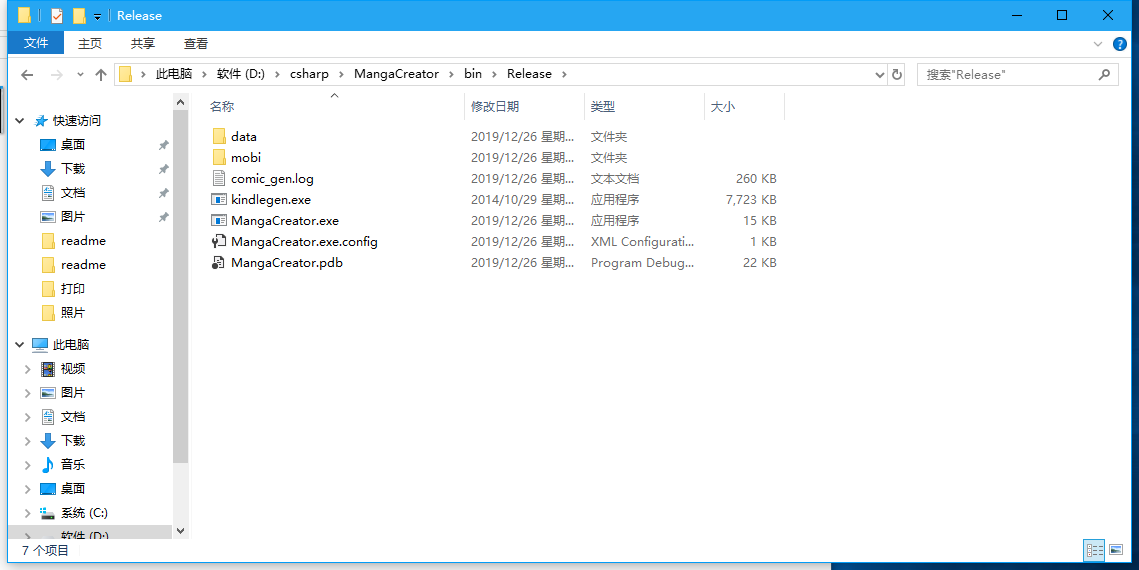 Release
文件 主页 共享 查看
此电脑 软件 (D:) csharp MangaCreator bin Release 搜索"Release"
快速访问
桌面
下载
文档
图片
readme
readme
打印
照片
此电脑
视频
图片
文档
下载
音乐
桌面
系统 (C:)
软件 (D:)
名称 修改日期 类型 大小
data 2019/12/26 星期... 文件夹
mobi 2019/12/26 星期... 文件夹
comic_gen.log 2019/12/26 星期... 文本文档 260 KB
kindlegen.exe 2014/10/29 星期... 应用程序 7,723 KB
MangaCreator.exe 2019/12/26 星期... 应用程序 15 KB
MangaCreator.exe.config 2019/12/26 星期... XML Configurati... 1 KB
MangaCreator.pdb 2019/12/26 星期... Program Debug... 22 KB
7 个项目